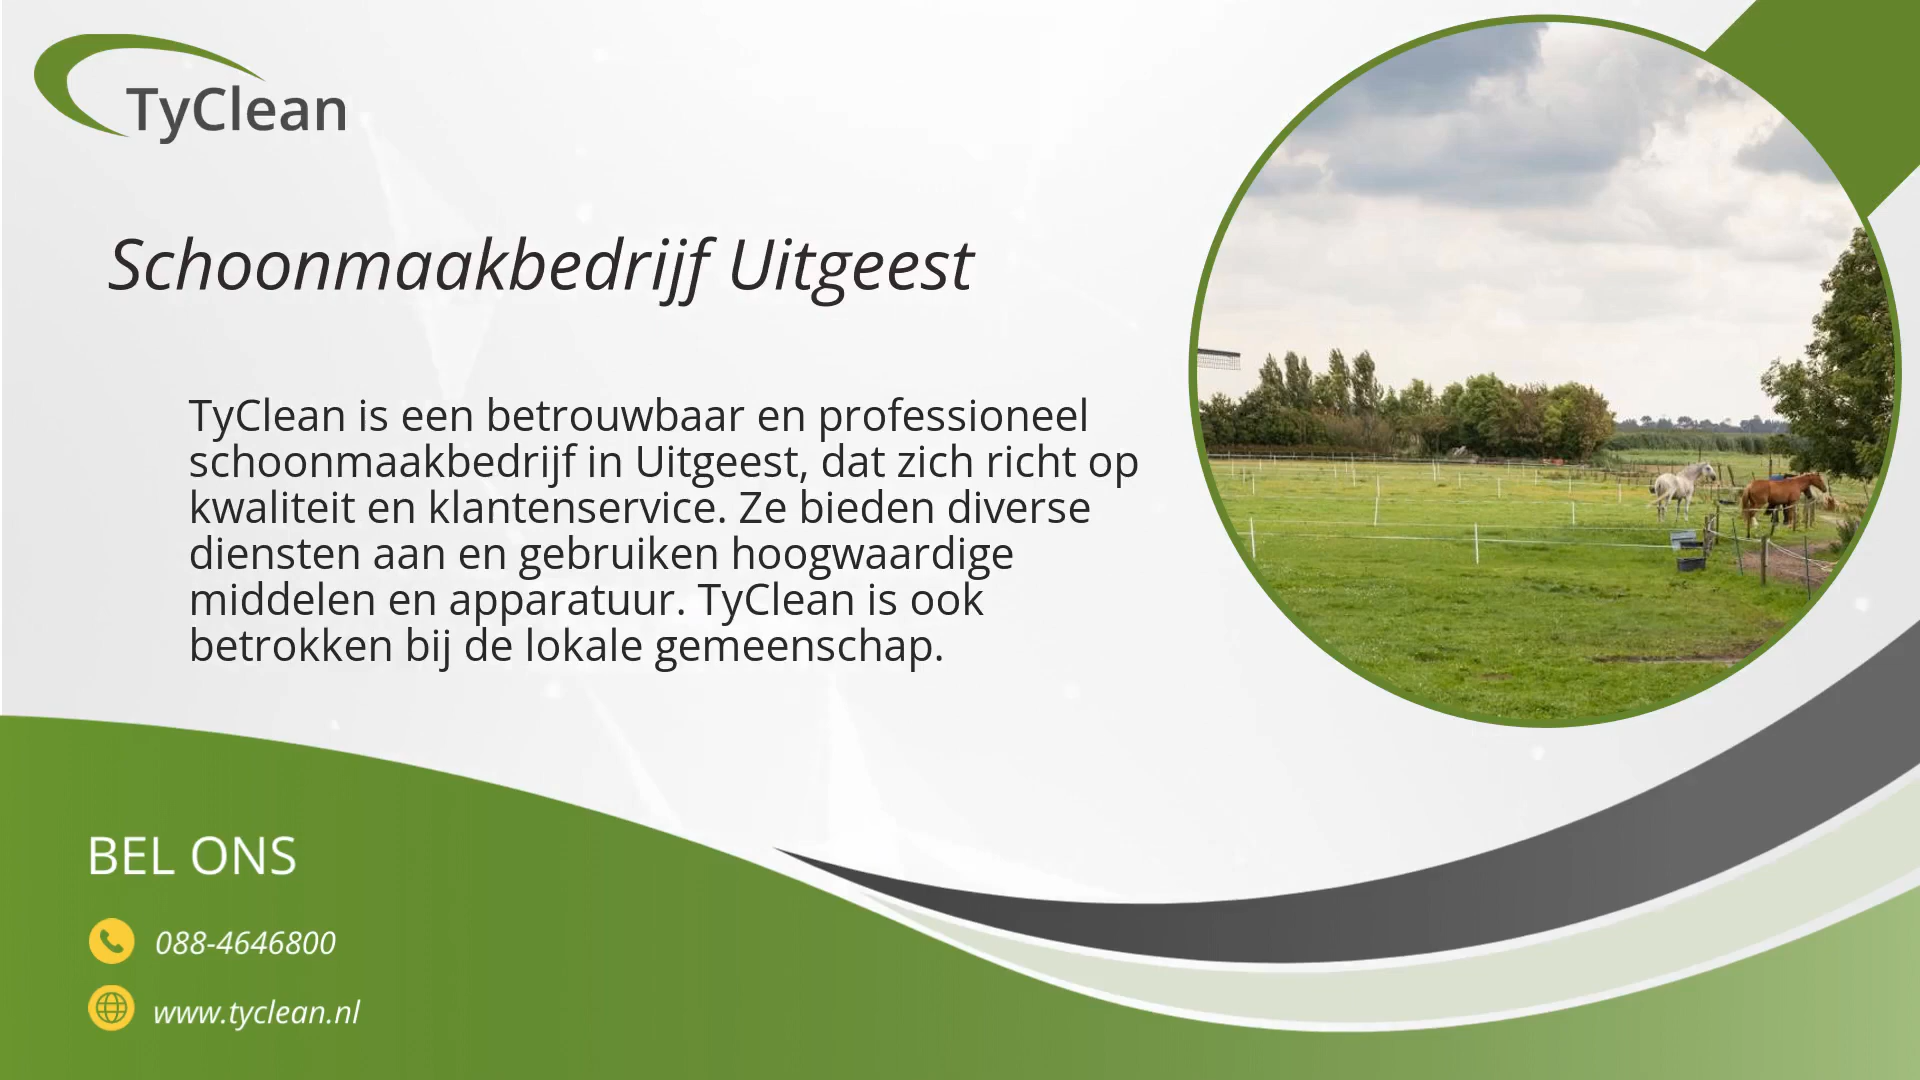 TyClean
Schoonmaakbedrijf Uitgeest
TyClean is een betrouwbaar en professioneel
schoonmaakbedrijf in Uitgeest, dat zich richt op
kwaliteit en klantenservice. Ze bieden diverse
diensten aan en gebruiken hoogwaardige
middelen en apparatuur. TyClean is ook
betrokken bij de lokale gemeenschap.
BEL ONS
088-4646800
www.tyclean.nl